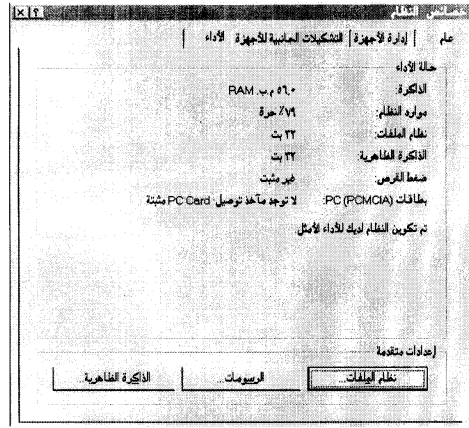 خصائص النظام
عام | إدارة الأجهزة | التشكيلات الجانبية للأجهزة | الأداء
حالة الأداء
الذاكرة: ٥٦.٠ م.ب. RAM
موارد النظام: ٧٩٪ حرة
نظام الملفات: ٣٢ بت
الذاكرة الظاهرية: ٣٢ بت
ضغط القرص: غير مثبت
بطاقات PC (PCMCIA): لا توجد مآخذ توصيل PC Card مثبتة
تم تكوين النظام لديك للأداء الأمثل.
إعدادات متقدمة
نظام الملفات... الرسومات... الذاكرة الظاهرية...